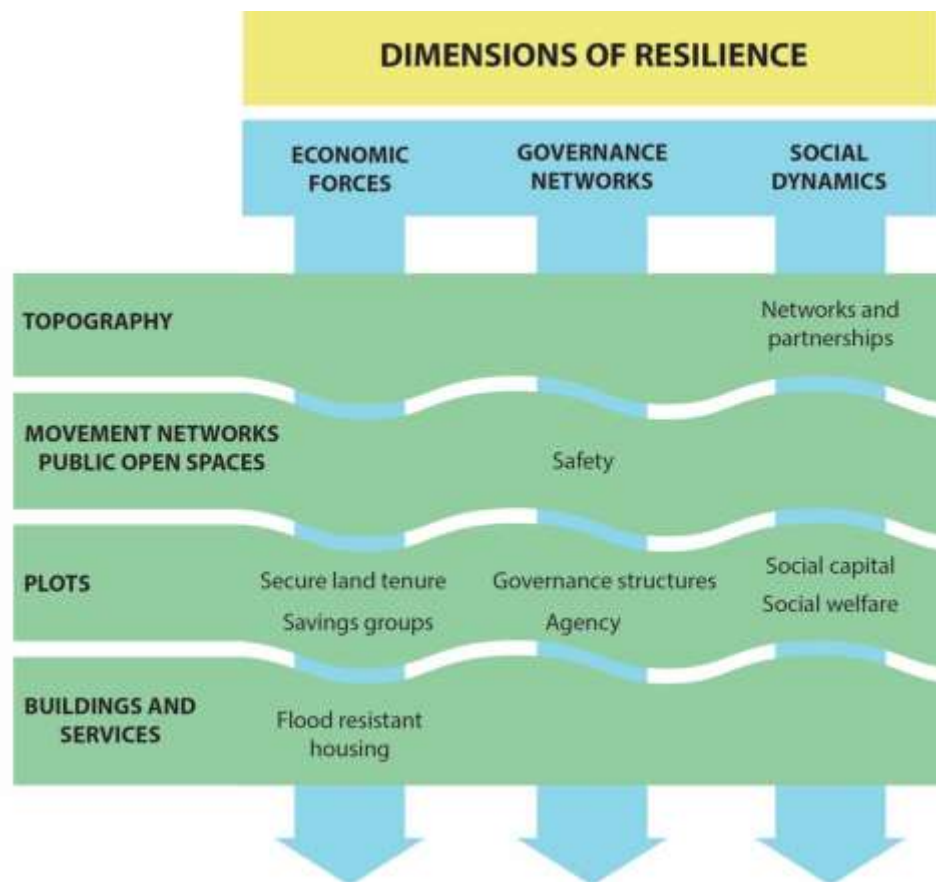 DIMENSIONS OF RESILIENCE
ECONOMIC
FORCES
GOVERNANCE
NETWORKS
SOCIAL
DYNAMICS
TOPOGRAPHY
Networks and
partnerships
MOVEMENT NETWORKS
PUBLIC OPEN SPACES
Safety
PLOTS
Secure land tenure
Savings groups
Governance structures
Agency
Social capital
Social welfare
BUILDINGS AND
SERVICES
Flood resistant
housing